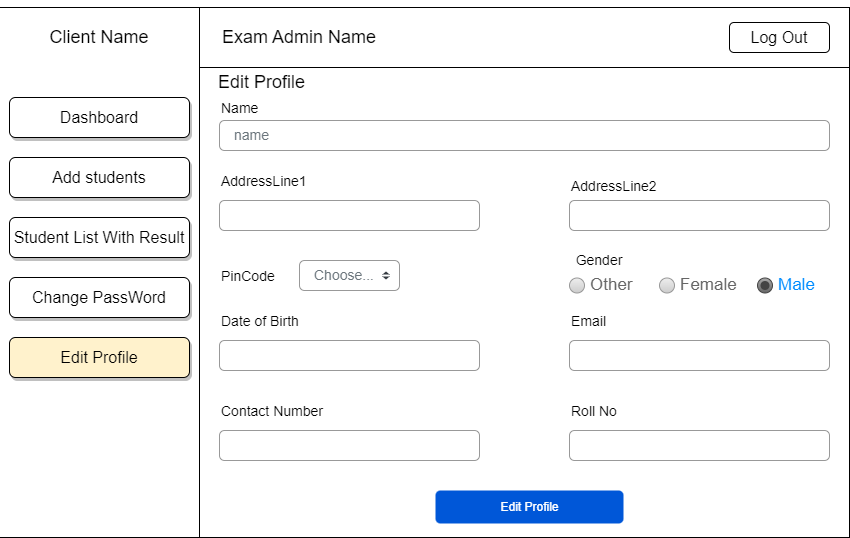 Client Name
Exam Admin Name
Log Out
Dashboard
Add students
Student List With Result
Change PassWord
Edit Profile
Edit Profile
Name
name
AddressLine1
AddressLine2
PinCode
Choose...
Gender
Other
Female
Male
Date of Birth
Email
Contact Number
Roll No
Edit Profile